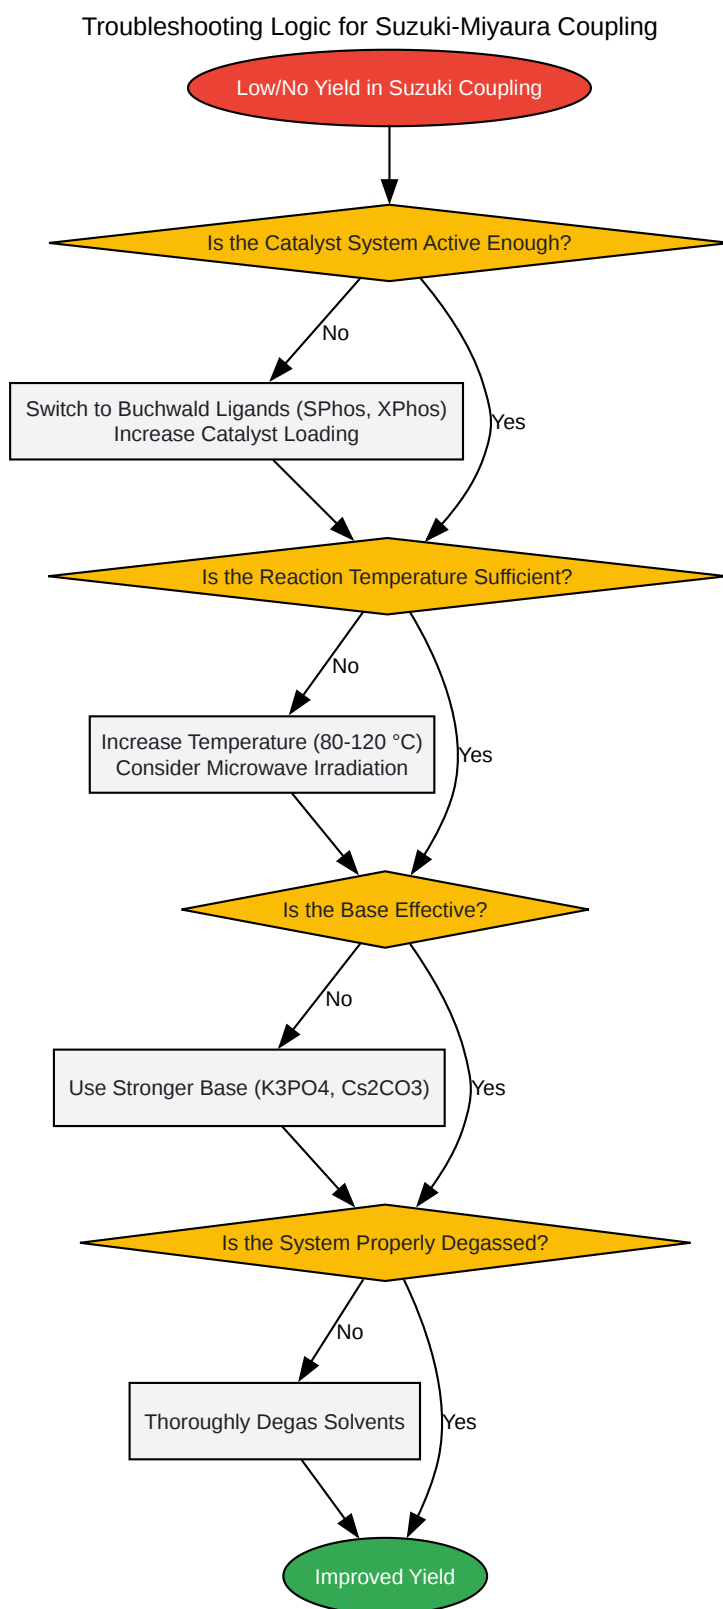 Troubleshooting Logic for Suzuki-Miyaura Coupling
Low/No Yield in Suzuki Coupling
Is the Catalyst System Active Enough?
No
Switch to Buchwald Ligands (SPhos, XPhos)
Increase Catalyst Loading
Yes
Is the Reaction Temperature Sufficient?
No
Increase Temperature (80-120 °C)
Consider Microwave Irradiation
Yes
Is the Base Effective?
No
Use Stronger Base (K3PO4, Cs2CO3)
Yes
Is the System Properly Degassed?
No
Thoroughly Degas Solvents
Yes
Improved Yield